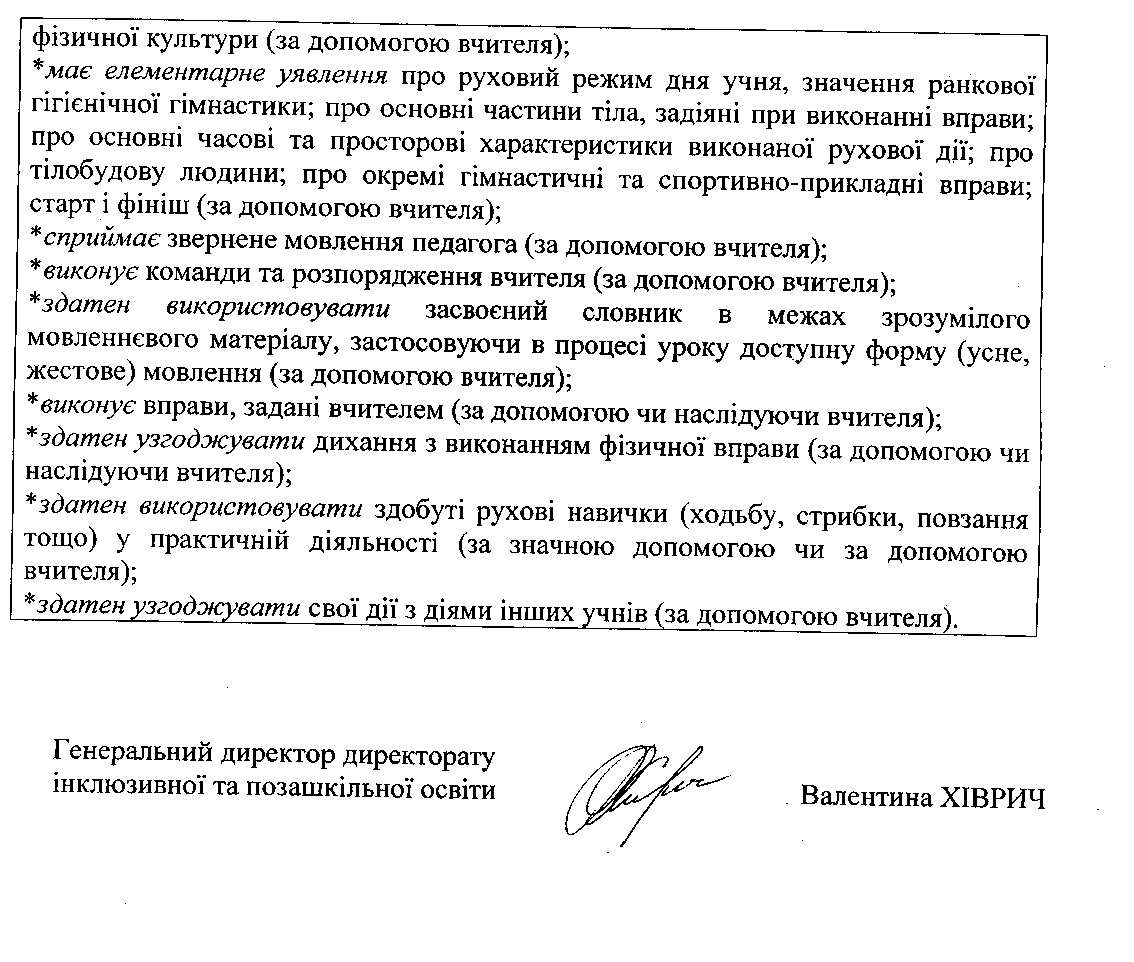 фізичної культури (за допомогою вчителя);
*має елементарне уявлення про руховий режим дня учня, значення ранкової
гігієнічної гімнастики; про основні частини тіла, задіяні при виконанні вправи;
про основні часові та просторові характеристики виконаної рухової дії; про
тілобудову людини; про окремі гімнастичні та спортивно-прикладні вправи;
старт і фініш (за допомогою вчителя);
*сприймає звернене мовлення педагога (за допомогою вчителя);
*виконує команди та розпорядження вчителя (за допомогою вчителя);
*здатен використовувати засвоєний словник в межах зрозумілого
мовленнєвого матеріалу, застосовуючи в процесі уроку доступну форму (усне,
жестове) мовлення (за допомогою вчителя);
*виконує вправи, задані вчителем (за допомогою чи наслідуючи вчителя);
*здатен узгоджувати дихання з виконанням фізичної вправи (за допомогою чи
наслідуючи вчителя);
*здатен використовувати здобуті рухові навички (ходьбу, стрибки, повзання
тощо) у практичній діяльності (за значною допомогою чи за допомогою
вчителя);
*здатен узгоджувати свої дії з діями інших учнів (за допомогою вчителя).
Генеральний директор директорату
інклюзивної та позашкільної освіти
Валентина ХІВРИЧ